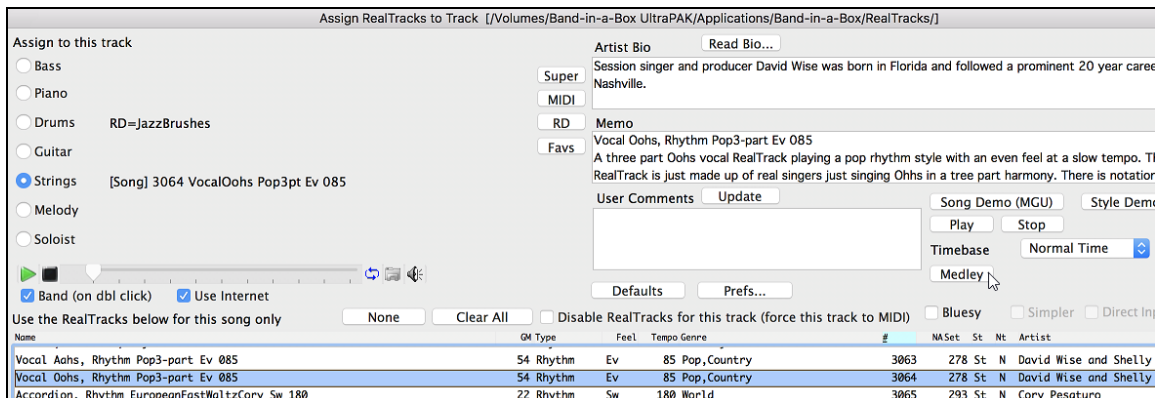 Assign RealTracks to Track [/Volumes/Band-in-a-Box UltraPAK/Applications/Band-in-a-Box/RealTracks/]
Assign to this track
Bass
Piano
Drums RD=JazzBrushes
Guitar
Strings [Song] 3064 VocalOohs Pop3pt Ev 085
Melody
Soloist
Super
MIDI
RD
Favs
Artist Bio Read Bio...
Session singer and producer David Wise was born in Florida and followed a prominent 20 year caree
Nashville.
Memo
Vocal Oohs, Rhythm Pop3-part Ev 085
A three part Oohs vocal RealTrack playing a pop rhythm style with an even feel at a slow tempo. Th
RealTrack is just made up of real singers just singing Ohhs in a tree part harmony. There is notation
User Comments Update
Song Demo (MGU) Style Demo
Play Stop
Timebase Normal Time
Medley
Defaults Prefs...
Band (on dbl click) Use Internet
Use the RealTracks below for this song only None Clear All Disable RealTracks for this track (force this track to MIDI) Bluesy Simpler Direct Inp
Name GM Type Feel Tempo Genre # NASet St Nt Artist
Vocal Aahs, Rhythm Pop3-part Ev 085 54 Rhythm Ev 85 Pop,Country 3063 278 St N David Wise and Shelly
Vocal Oohs, Rhythm Pop3-part Ev 085 54 Rhythm Ev 85 Pop,Country 3064 278 St N David Wise and Shelly
Accordion, Rhythm EuropeanFastWaltzCory Sw 180 22 Rhythm Sw 180 World 3065 293 St N Cory Pesaturo